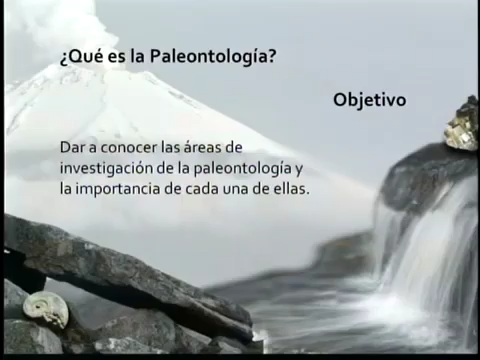 ¿Qué es la Paleontología?
Objetivo
Dar a conocer las áreas de
investigación de la paleontología y
la importancia de cada una de ellas.